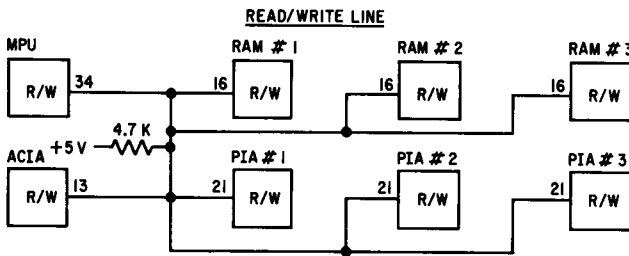 READ/WRITE LINE
MPU RAM # 1 RAM # 2 RAM # 3
34 16 16 16
R/W R/W R/W R/W
+5V 4.7 K
ACIA PIA # 1 PIA # 2 PIA # 3
13 21 21 21
R/W R/W R/W R/W